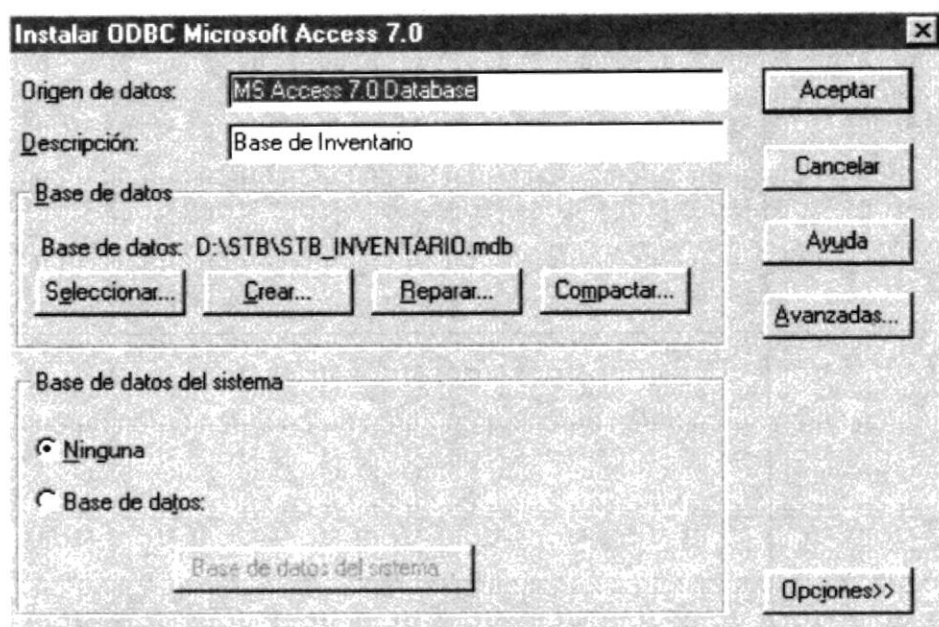 Instalar ODBC Microsoft Access 7.0
Origen de datos: MS Access 7.0 Database
Descripción: Base de Inventario
Base de datos
Base de datos: D:\STB\STB_INVENTARIO.mdb
Seleccionar... Crear... Reparar... Compactar...
Base de datos del sistema
Ninguna
Base de datos:
Base de datos del sistema...
Aceptar
Cancelar
Ayuda
Avanzadas...
Opciones>>